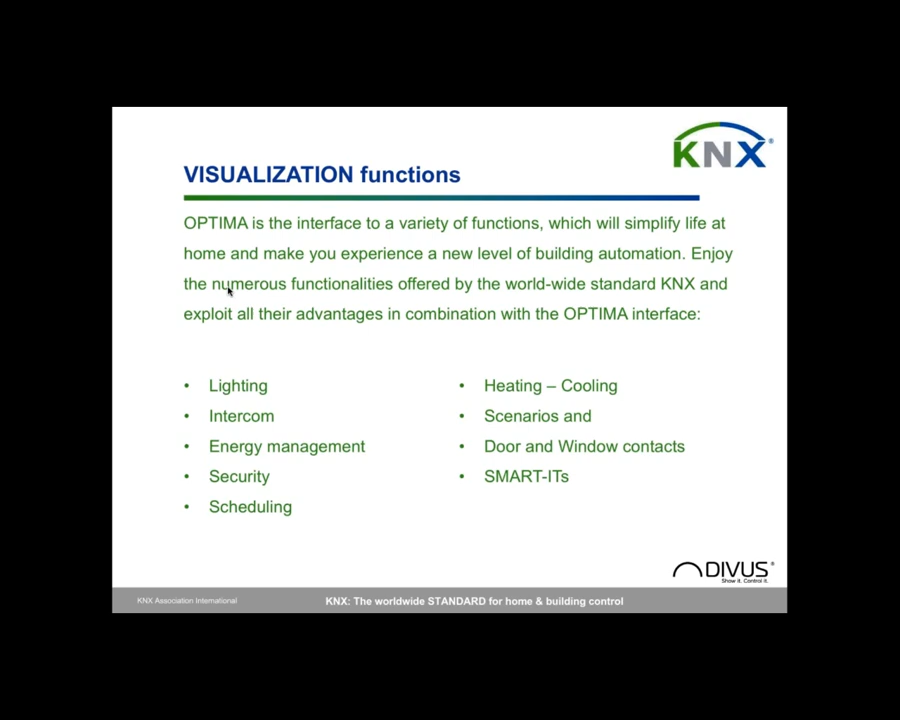 KNX®
VISUALIZATION functions
OPTIMA is the interface to a variety of functions, which will simplify life at
home and make you experience a new level of building automation. Enjoy
the numerous functionalities offered by the world-wide standard KNX and
exploit all their advantages in combination with the OPTIMA interface:
• Lighting
• Intercom
• Energy management
• Security
• Scheduling
• Heating – Cooling
• Scenarios and
• Door and Window contacts
• SMART-ITs
DIVUS®
Show it. Control it.
KNX Association International
KNX: The worldwide STANDARD for home & building control